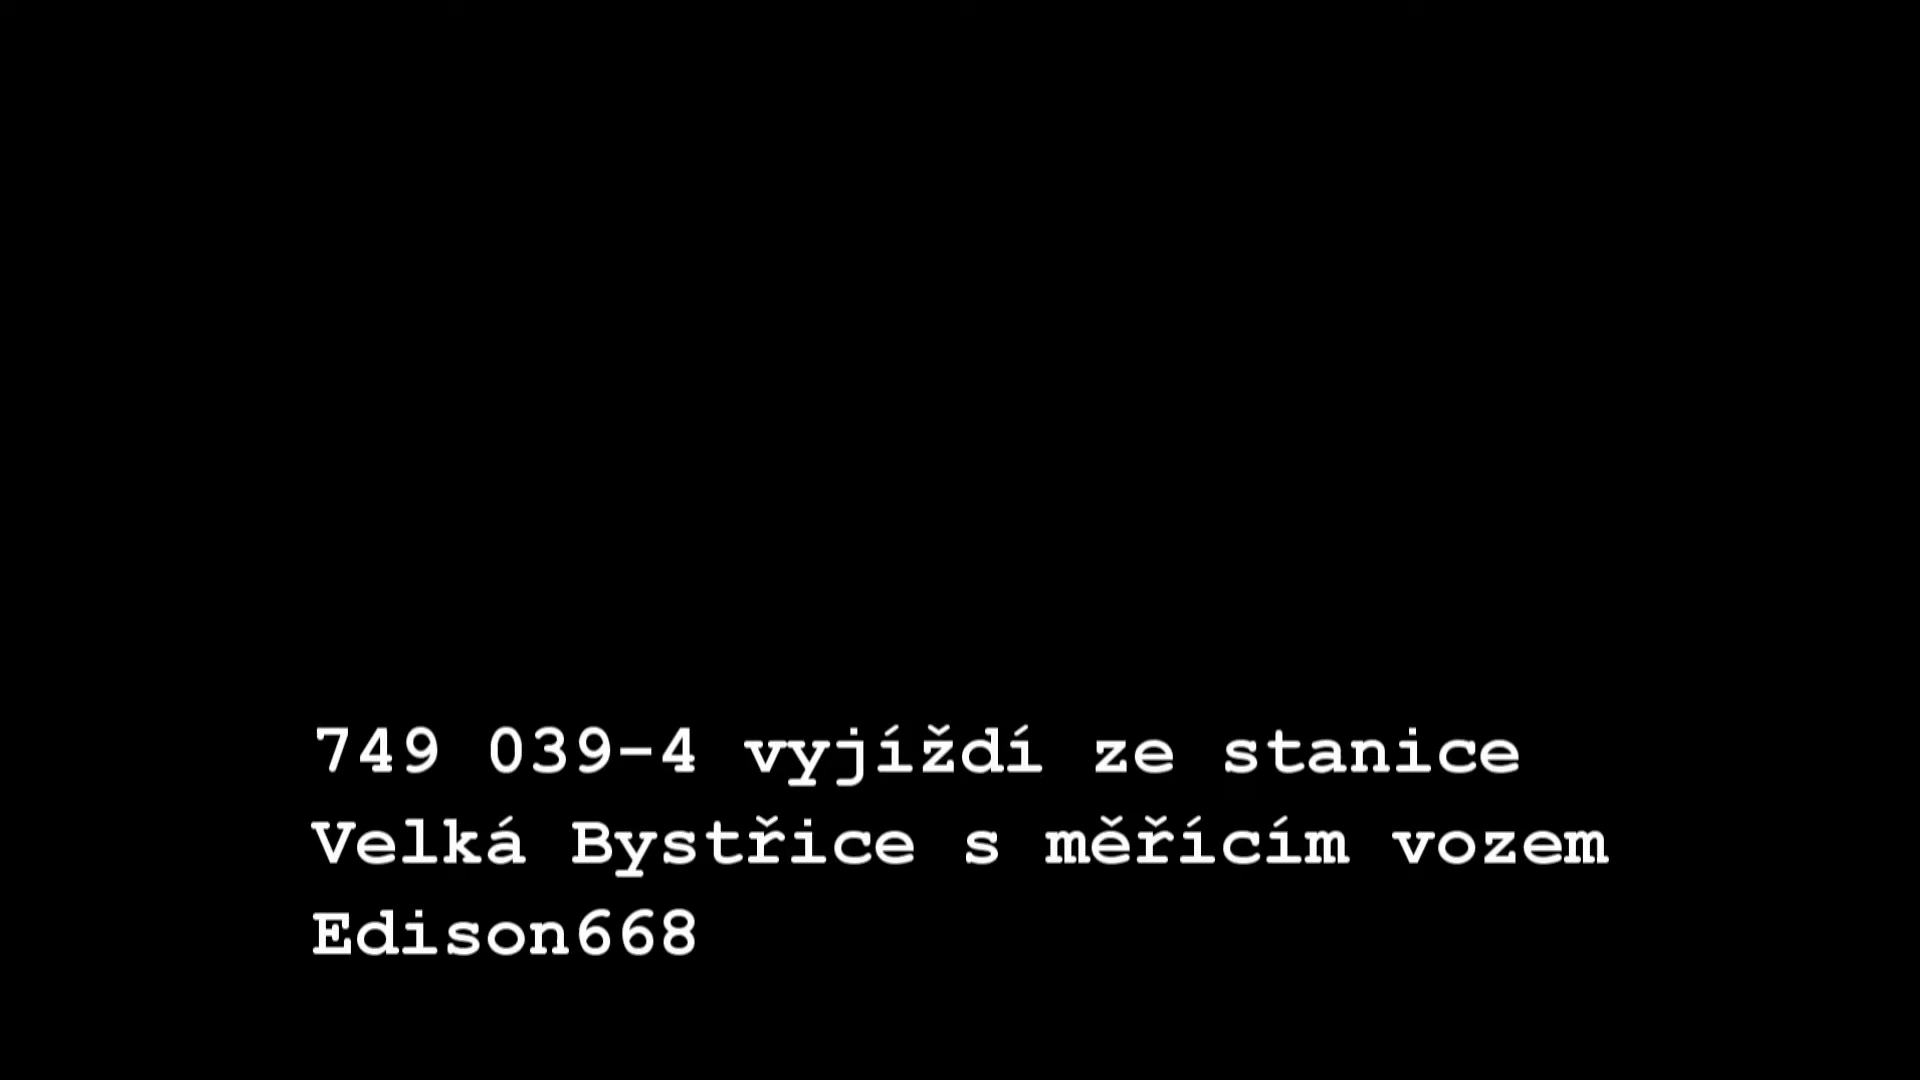 749 039-4 vyjíždí ze stanice
Velká Bystřice s měřícím vozem
Edison668